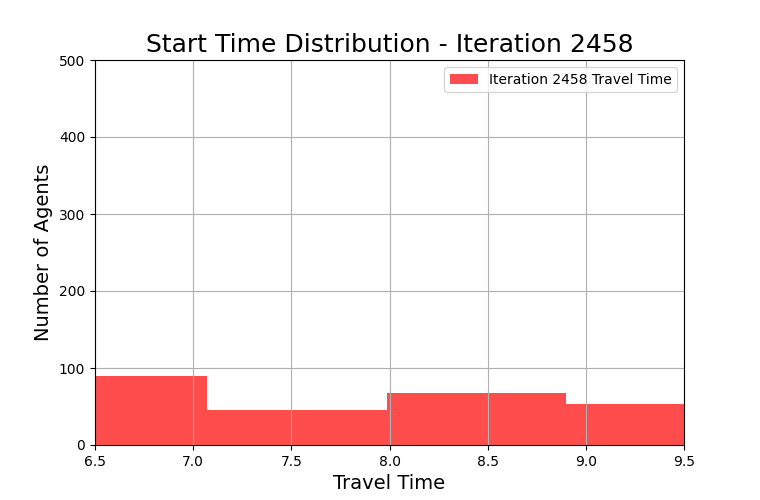 Start Time Distribution - Iteration 2458
Iteration 2458 Travel Time
Number of Agents
500
400
300
200
100
0
6.5 7.0 7.5 8.0 8.5 9.0 9.5
Travel Time